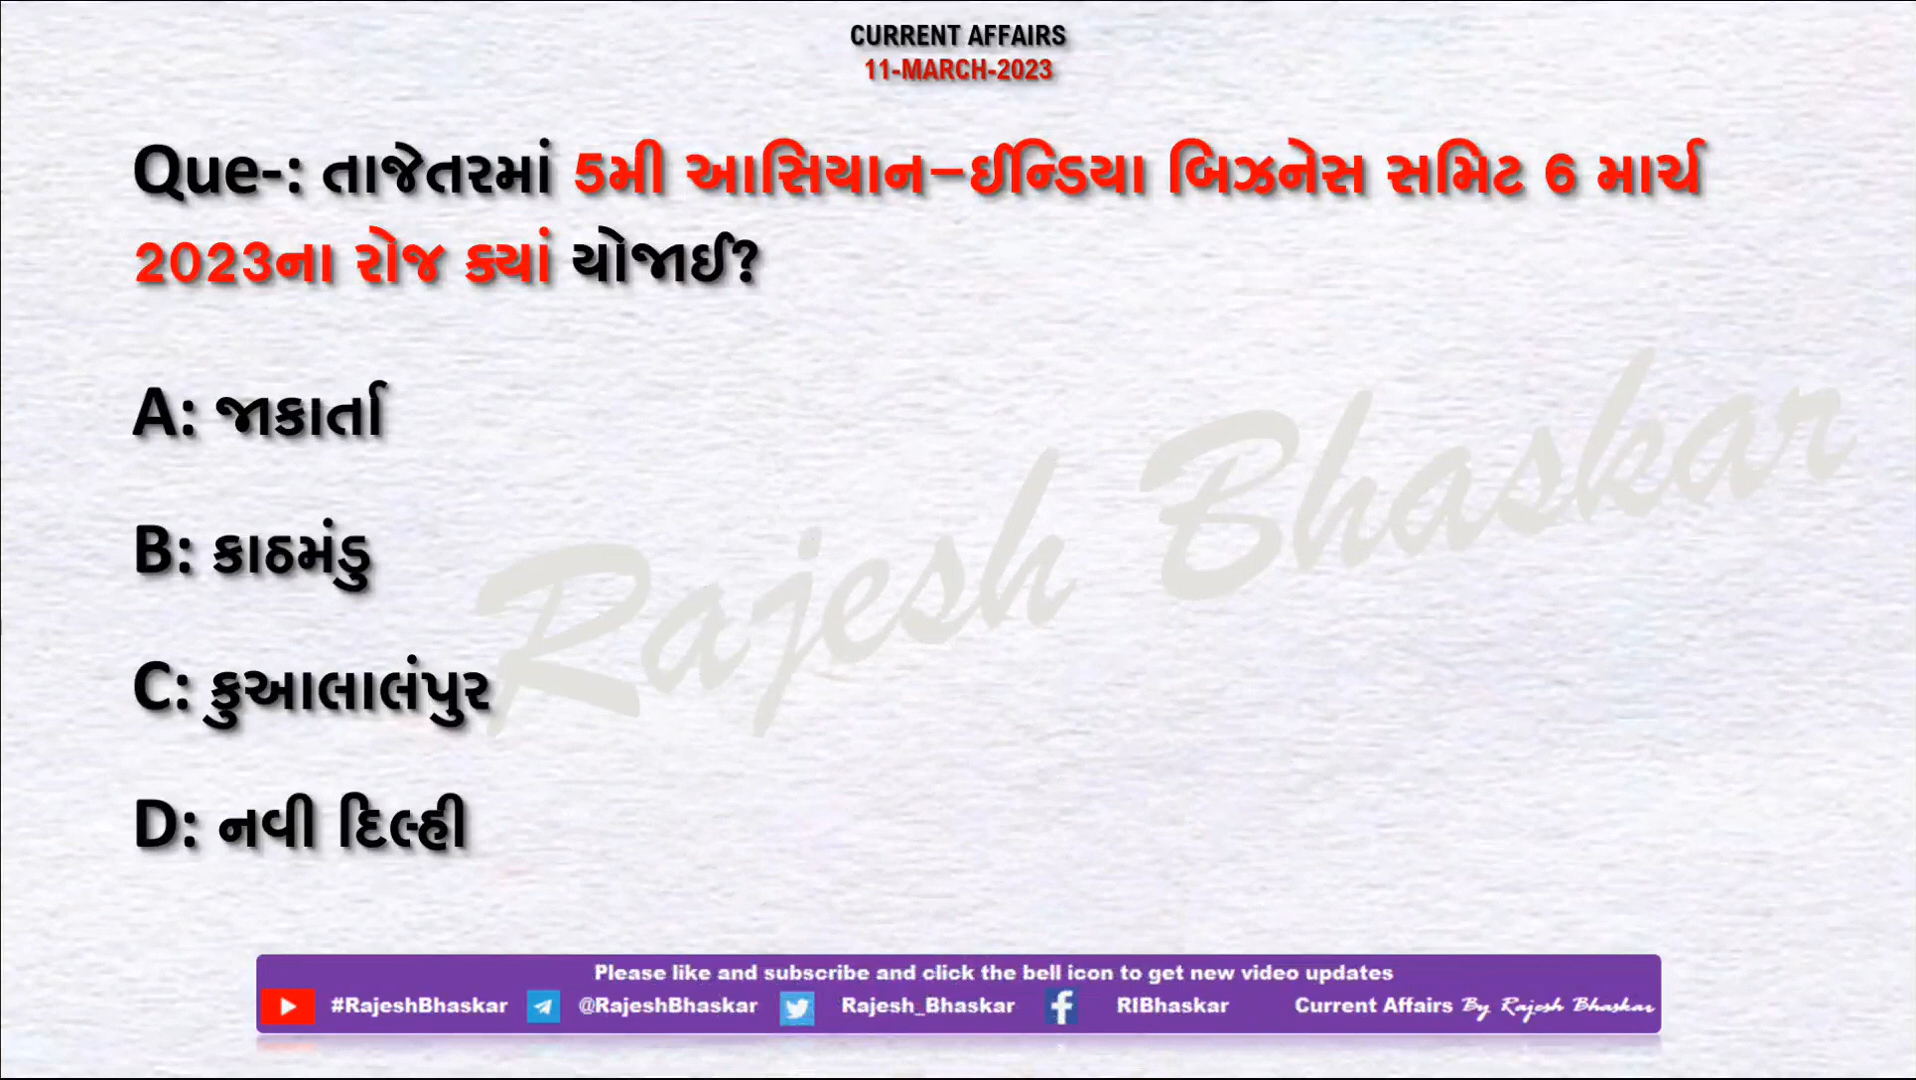 CURRENT AFFAIRS
11-MARCH-2023
Que-: તાજેતરમાં 5મી આસિયાન–ઈન્ડિયા બિઝનેસ સમિટ 6 માર્ચ
2023ના રોજ ક્યાં યોજાઈ?
A: જાકાર્તા
B: કાઠમંડુ
C: કુઆલાલંપુર
D: નવી દિલ્હી
Rajesh Bhaskar
Please like and subscribe and click the bell icon to get new video updates
#RajeshBhaskar @RajeshBhaskar Rajesh_Bhaskar RIBhaskar Current Affairs By Rajesh Bhaskar